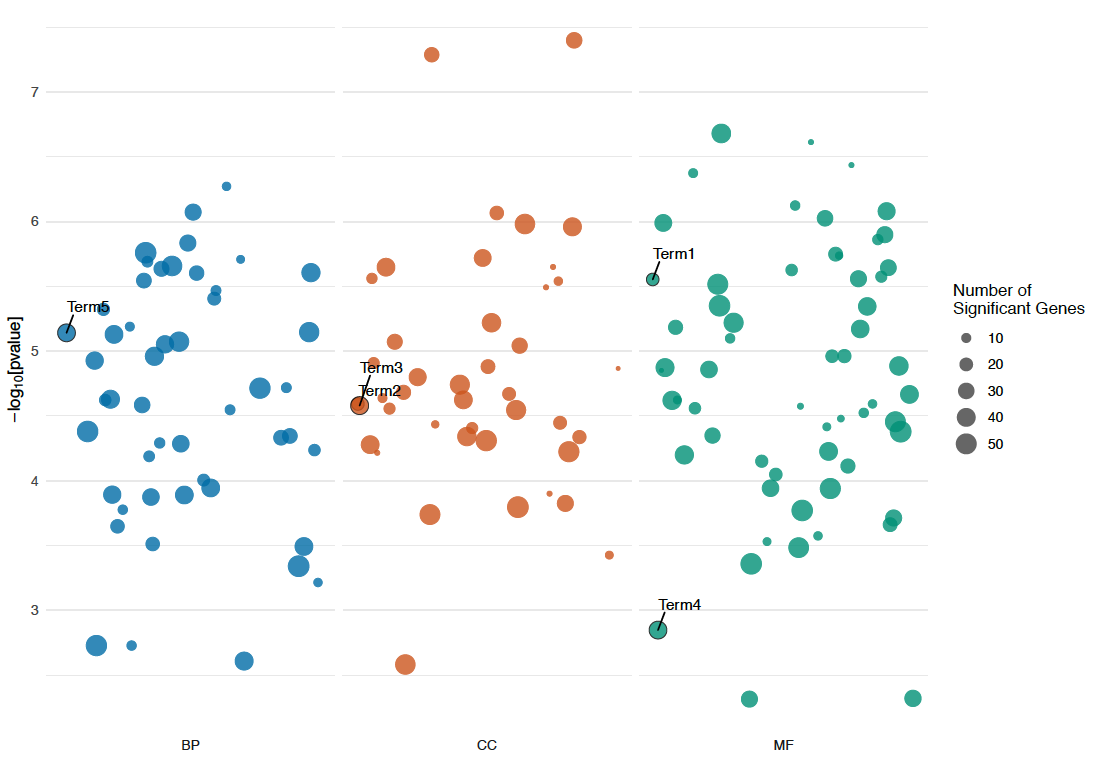 7
6
5
4
3
−log₁₀[pvalue]
Term5
Term3
Term2
Term1
Term4
BP
CC
MF
Number of
Significant Genes
10
20
30
40
50